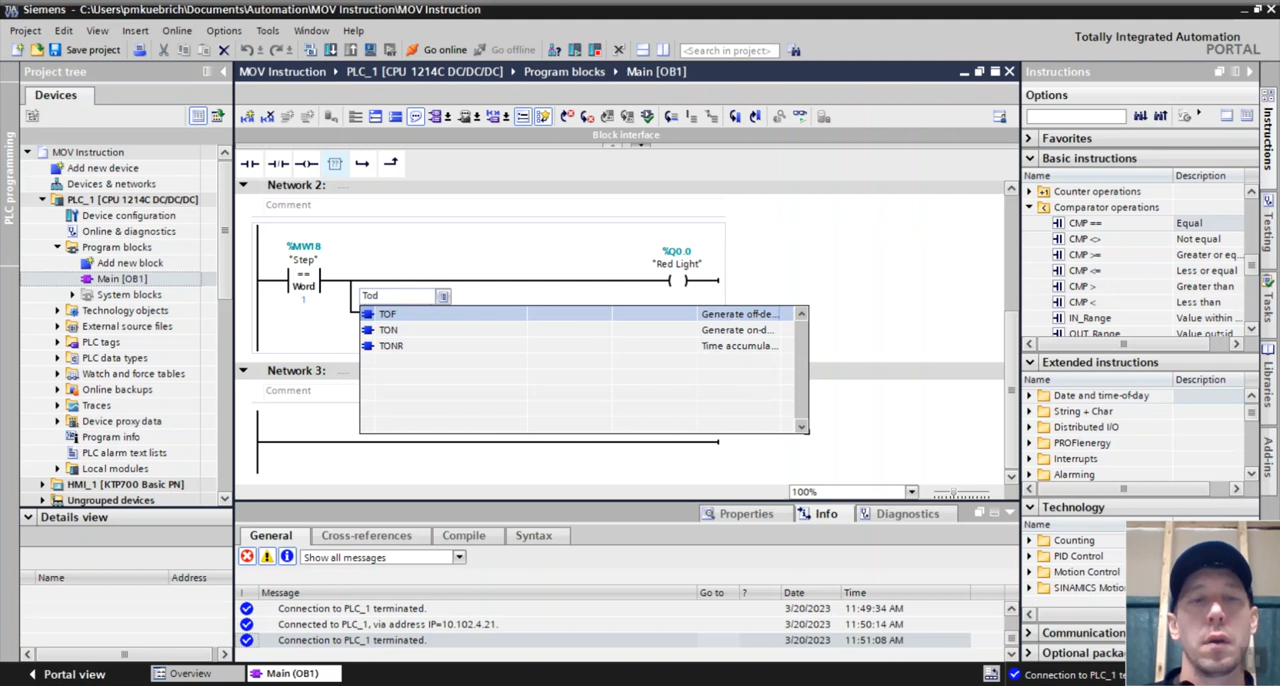 Siemens - C:\Users\pmkuebrich\Documents\Automation\MOV Instruction\MOV Instruction
Project Edit View Insert Online Options Tools Window Help
Totally Integrated Automation
PORTAL
Save project Go online Go offline <Search in project>
Project tree
MOV Instruction PLC_1 [CPU 1214C DC/DC/DC] Program blocks Main [OB1]
Instructions
Devices
Options
Block interface
Favorites
Basic instructions
Name Description
Counter operations
Comparator operations
CMP == Equal
CMP <> Not equal
CMP >= Greater or eq...
CMP <= Less or equal
CMP > Greater than
CMP < Less than
IN_Range Value within ...
OUT_Range Value outsid...
Extended instructions
Name Description
Date and time-of-day
String + Char
Distributed I/O
PROFIenergy
Interrupts
Alarming
Technology
Name
Counting
PID Control
Motion Control
SINAMICS Motio
Communication
Optional packa
PLC programming
MOV Instruction
Add new device
Devices & networks
PLC_1 [CPU 1214C DC/DC/DC]
Device configuration
Online & diagnostics
Program blocks
Add new block
Main [OB1]
System blocks
Technology objects
External source files
PLC tags
PLC data types
Watch and force tables
Online backups
Traces
Device proxy data
Program info
PLC alarm text lists
Local modules
HMI_1 [KTP700 Basic PN]
Ungrouped devices
Details view
Name Address
Network 2:
Comment
%MW18
"Step"
==
Word
1
%Q0.0
"Red Light"
Tod
TOF Generate off-de...
TON Generate on-d...
TONR Time accumula...
Network 3:
Comment
100%
Properties Info Diagnostics
General Cross-references Compile Syntax
Show all messages
! Message Go to ? Date Time
Connection to PLC_1 terminated. 3/20/2023 11:49:34 AM
Connected to PLC_1, via address IP=10.102.4.21. 3/20/2023 11:50:14 AM
Connection to PLC_1 terminated. 3/20/2023 11:51:08 AM
Instructions
Testing
Tasks
Libraries
Add-ins
Portal view Overview Main (OB1) Connection to PLC_1 te